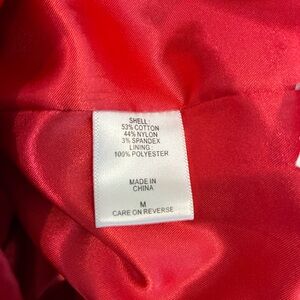 SHELL:
53% COTTON
44% NYLON
3% SPANDEX
LINING:
100% POLYESTER
MADE IN
CHINA
M
CARE ON REVERSE